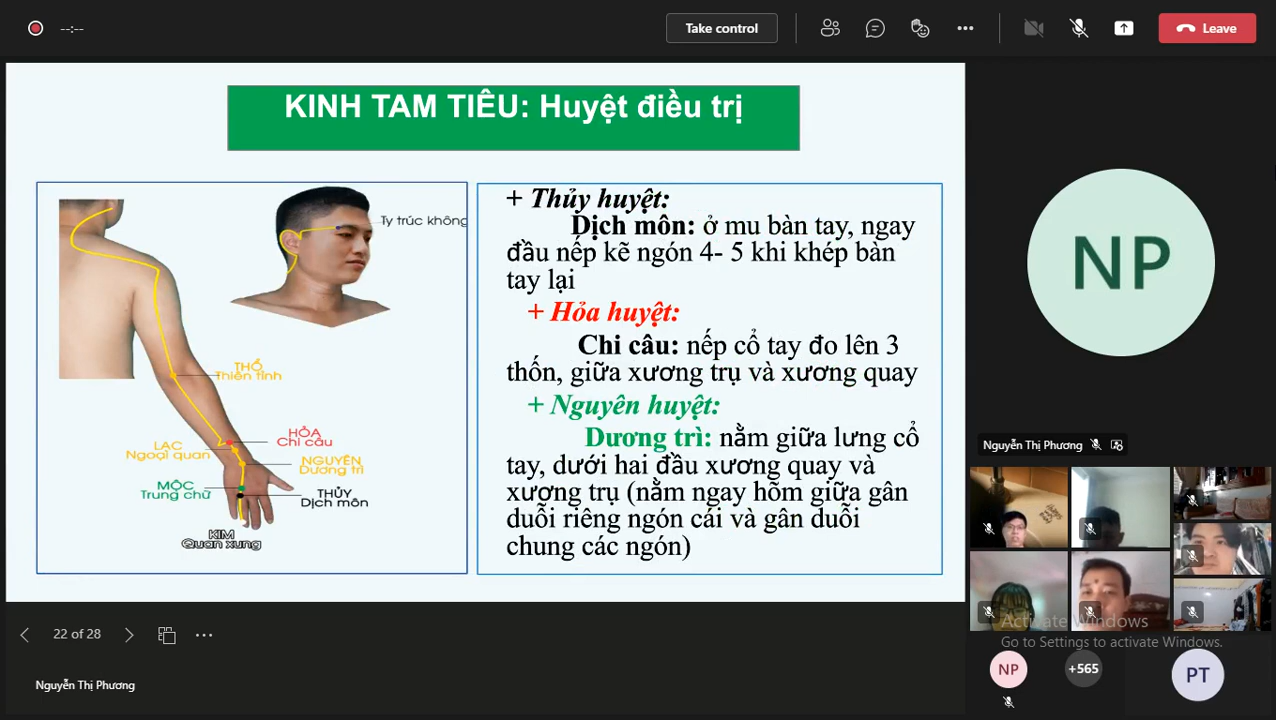 --:--
Take control
Leave
KINH TAM TIÊU: Huyệt điều trị
Ty trúc không
THỔ
Thiên tỉnh
HỎA
Chi câu
LẠC
Ngoại quan
NGUYÊN
Dương trì
MỘC
Trung chữ
THỦY
Dịch môn
KIM
Quan xung
+ Thủy huyệt:
Dịch môn: ở mu bàn tay, ngay
đầu nếp kẽ ngón 4- 5 khi khép bàn
tay lại
+ Hỏa huyệt:
Chi câu: nếp cổ tay đo lên 3
thốn, giữa xương trụ và xương quay
+ Nguyên huyệt:
Dương trì: nằm giữa lưng cổ
tay, dưới hai đầu xương quay và
xương trụ (nằm ngay hõm giữa gân
duỗi riêng ngón cái và gân duỗi
chung các ngón)
NP
Nguyễn Thị Phương
Activate Windows
Go to Settings to activate Windows.
22 of 28
NP
+565
PT
Nguyễn Thị Phương